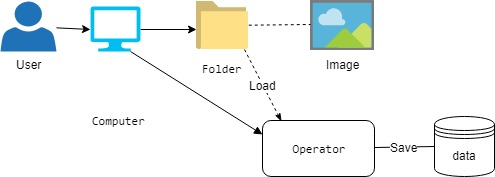 User
Folder
Image
Load
Computer
Operator
Save
data